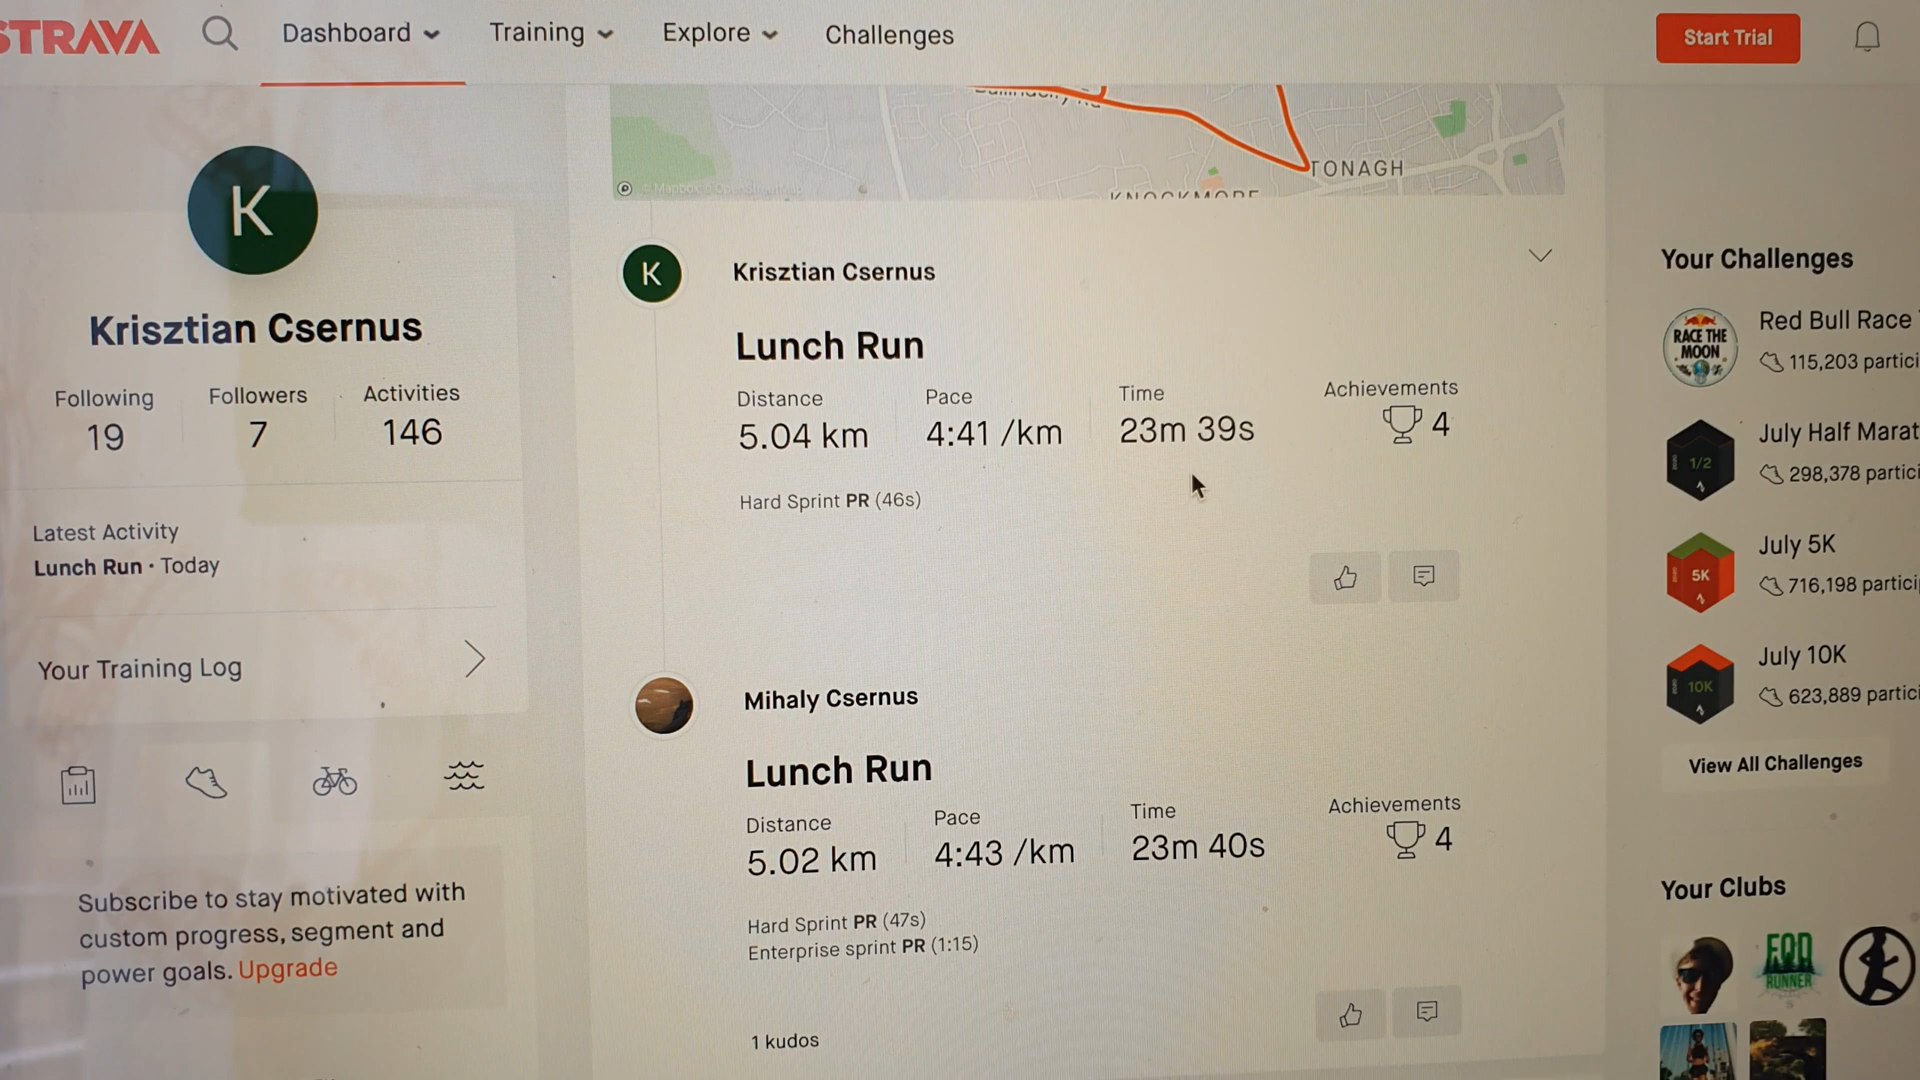 STRAVA
Dashboard
Training
Explore
Challenges
Start Trial
TONAGH
KNOCKMORE
© Mapbox © OpenStreetMap
K
Krisztian Csernus
Following
19
Followers
7
Activities
146
Latest Activity
Lunch Run · Today
Your Training Log
Subscribe to stay motivated with
custom progress, segment and
power goals. Upgrade
K
Krisztian Csernus
Lunch Run
Distance
5.04 km
Pace
4:41 /km
Time
23m 39s
Achievements
4
Hard Sprint PR (46s)
Mihaly Csernus
Lunch Run
Distance
5.02 km
Pace
4:43 /km
Time
23m 40s
Achievements
4
Hard Sprint PR (47s)
Enterprise sprint PR (1:15)
1 kudos
Your Challenges
RACE THE
MOON
Red Bull Race
115,203 partici
1/2
July Half Marat
298,378 partici
5K
July 5K
716,198 partici
10K
July 10K
623,889 partici
View All Challenges
Your Clubs
RUNNER